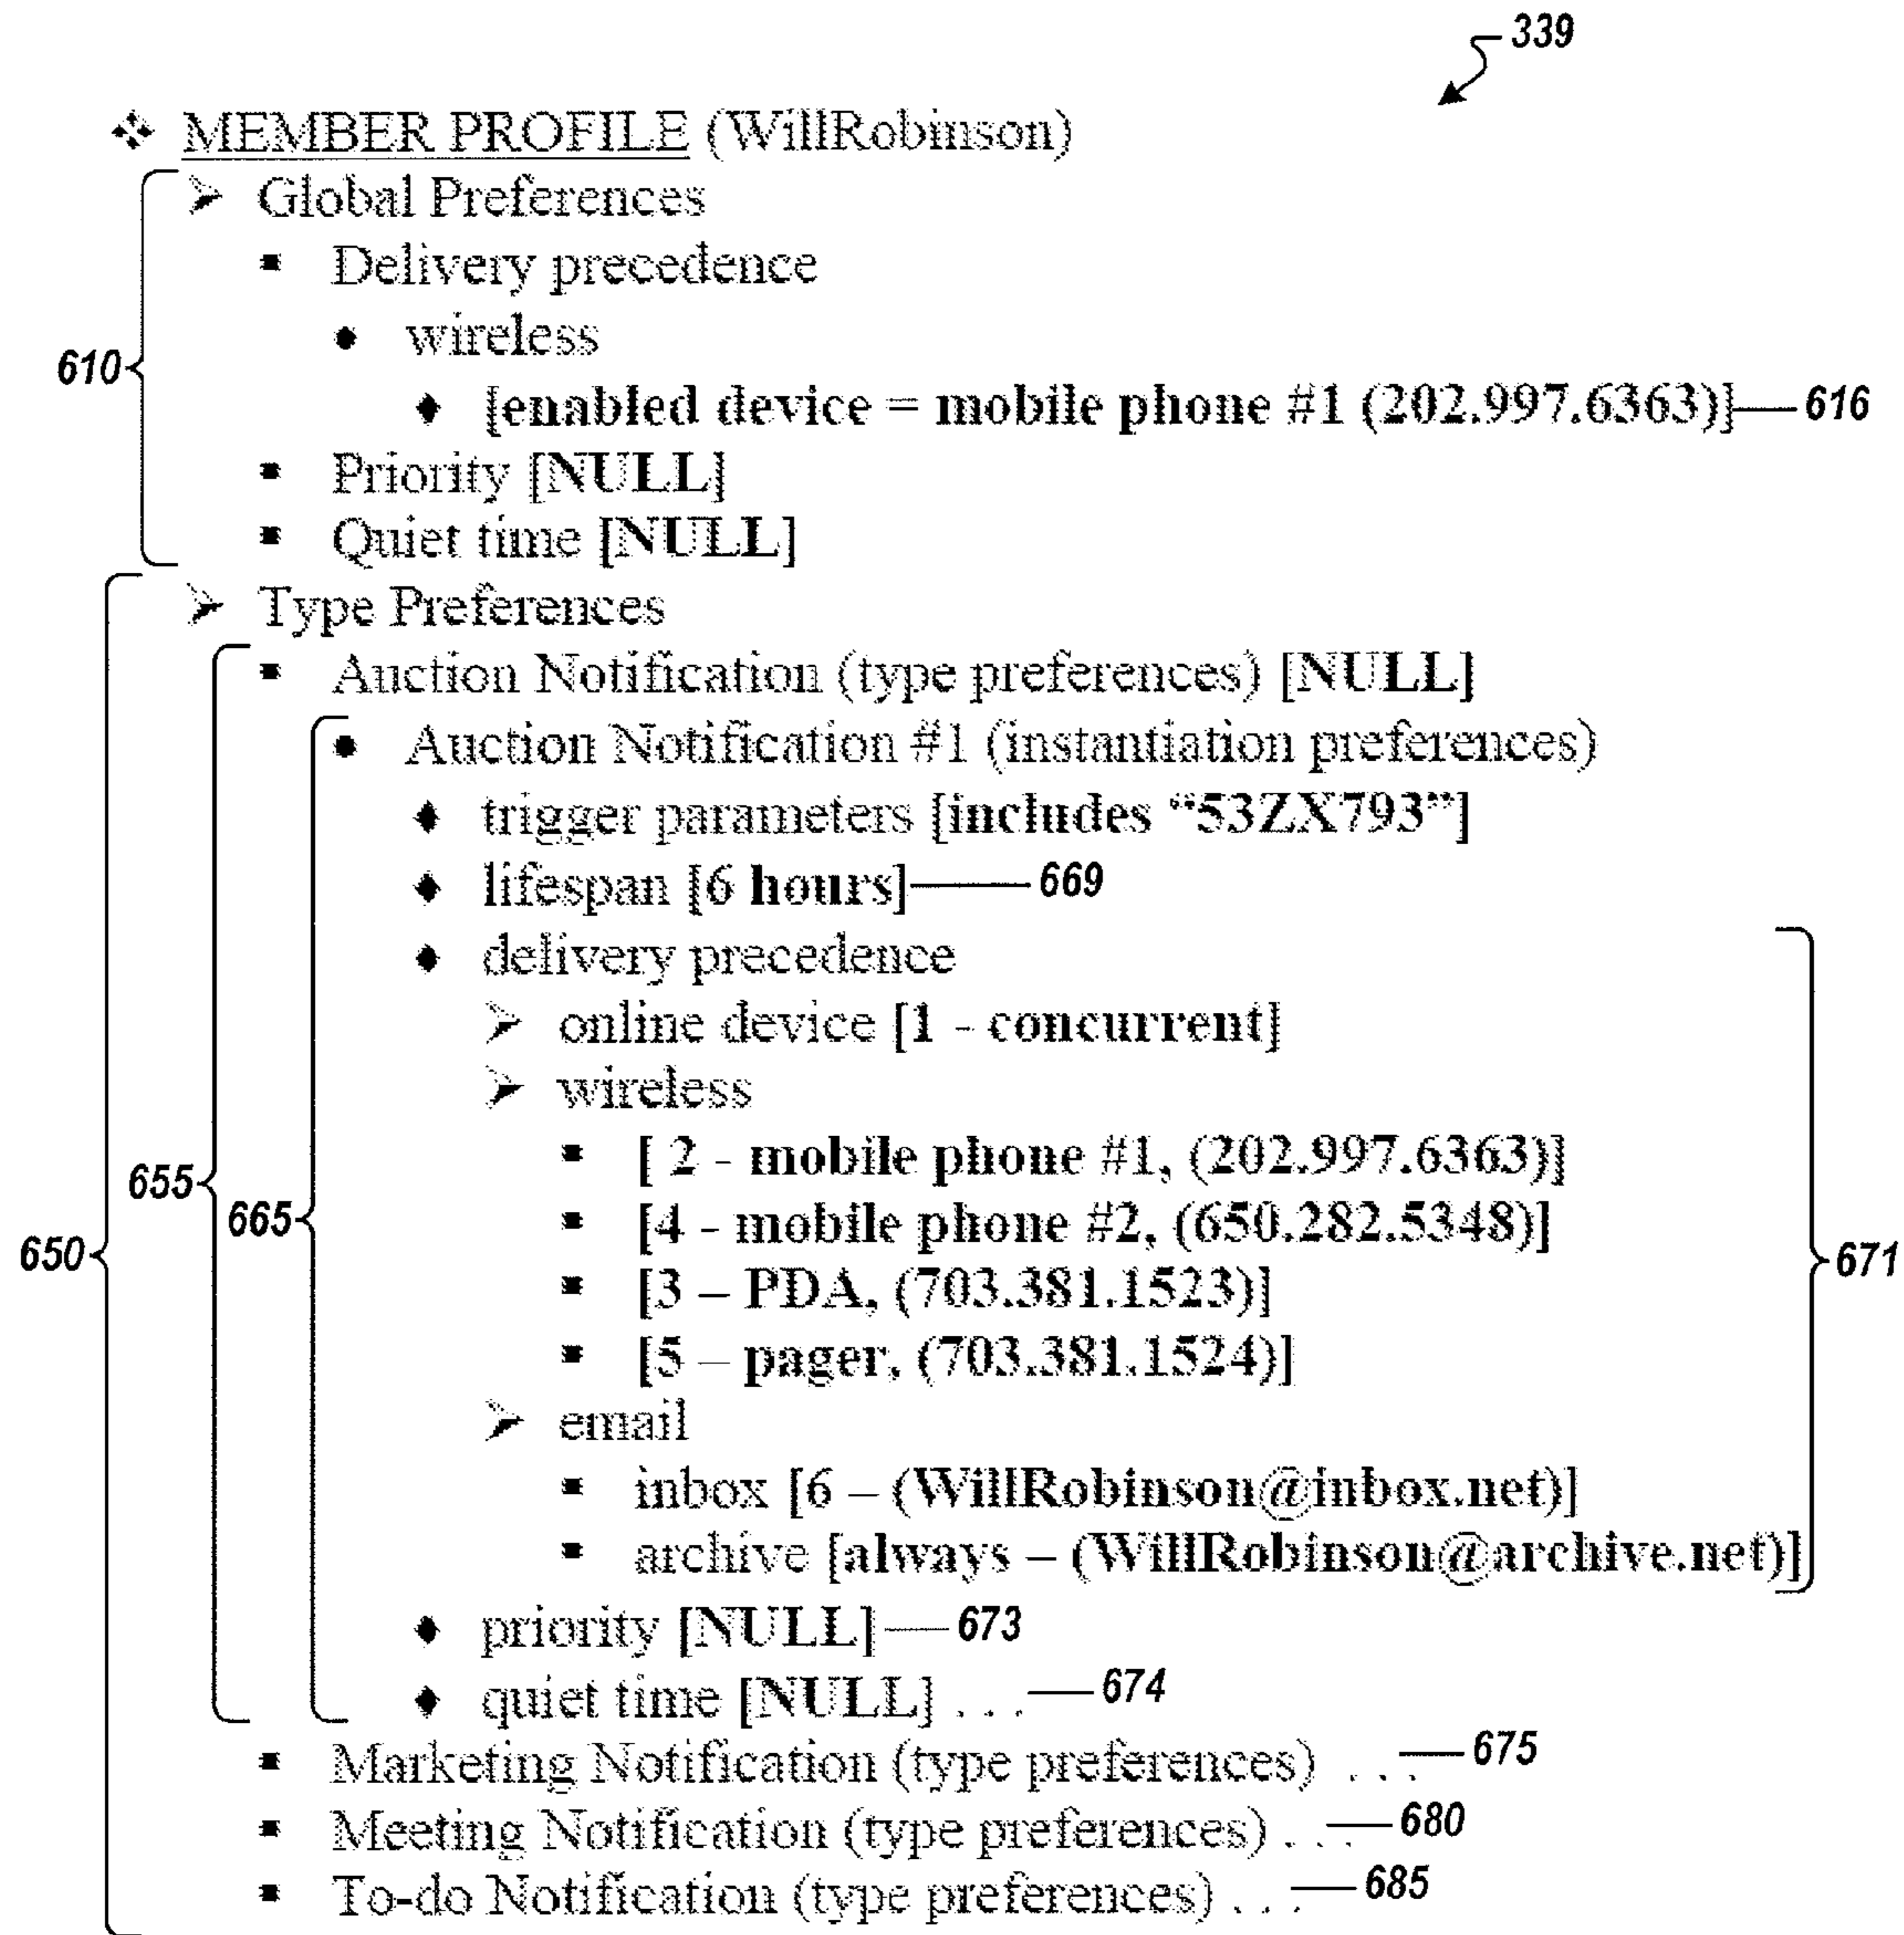 339
❖ MEMBER PROFILE (WillRobinson)
➢ Global Preferences
▪ Delivery precedence
• wireless
610
♦ [enabled device = mobile phone #1 (202.997.6363)] 616
▪ Priority [NULL]
▪ Quiet time [NULL]
➢ Type Preferences
▪ Auction Notification (type preferences) [NULL]
• Auction Notification #1 (instantiation preferences)
♦ trigger parameters [includes “53ZX793”]
♦ lifespan [6 hours] 669
♦ delivery precedence
➢ online device [1 - concurrent]
➢ wireless
▪ [ 2 - mobile phone #1, (202.997.6363)]
655
▪ [4 - mobile phone #2, (650.282.5348)]
665
650
671
▪ [3 – PDA, (703.381.1523)]
▪ [5 – pager, (703.381.1524)]
➢ email
▪ inbox [6 – (WillRobinson@inbox.net)]
▪ archive [always – (WillRobinson@archive.net)]
♦ priority [NULL] 673
♦ quiet time [NULL] . . . 674
▪ Marketing Notification (type preferences) . . . 675
▪ Meeting Notification (type preferences) . . . 680
▪ To-do Notification (type preferences) . . . 685